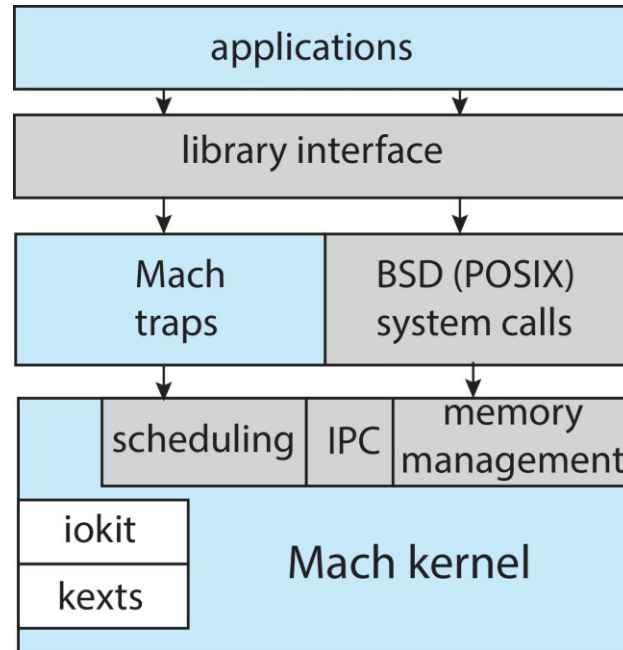 applications
library interface
Mach
traps
BSD (POSIX)
system calls
scheduling
IPC
memory
management
iokit
kexts
Mach kernel